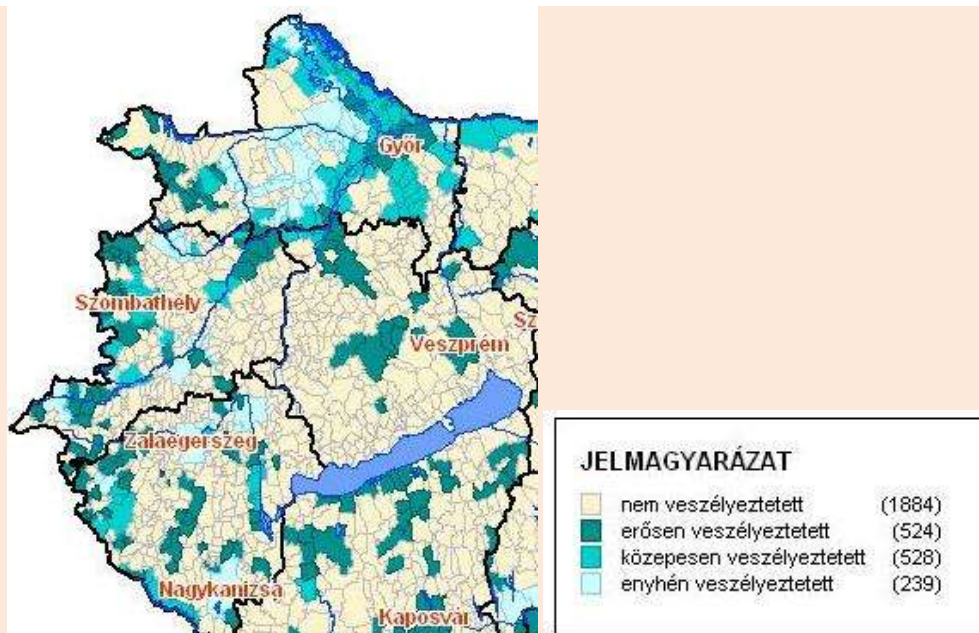 Győr
Szombathely
Sz
Veszprém
Zalaegerszeg
Nagykanizsa
Kaposvár
JELMAGYARÁZAT
nem veszélyeztetett (1884)
erősen veszélyeztetett (524)
közepesen veszélyeztetett (528)
enyhén veszélyeztetett (239)